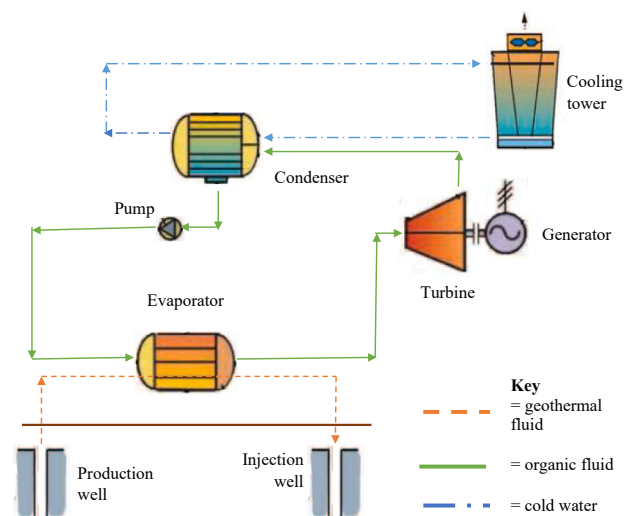 Cooling
tower
Condenser
Pump
Generator
Turbine
Evaporator
Key
= geothermal
fluid
Production
well
Injection
well
= organic fluid
= cold water